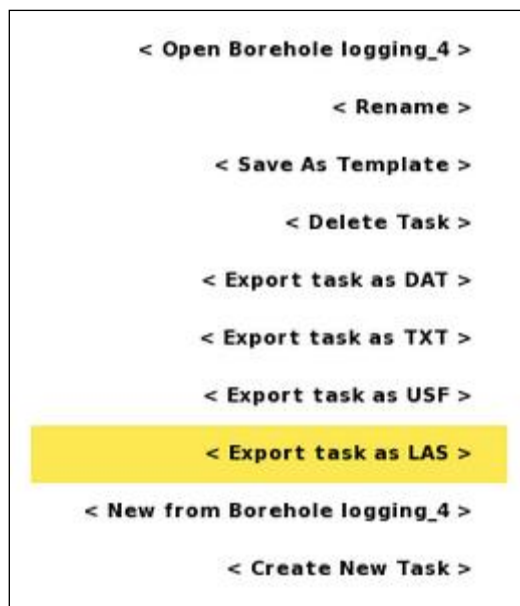 < Open Borehole logging_4 >
< Rename >
< Save As Template >
< Delete Task >
< Export task as DAT >
< Export task as TXT >
< Export task as USF >
< Export task as LAS >
< New from Borehole logging_4 >
< Create New Task >